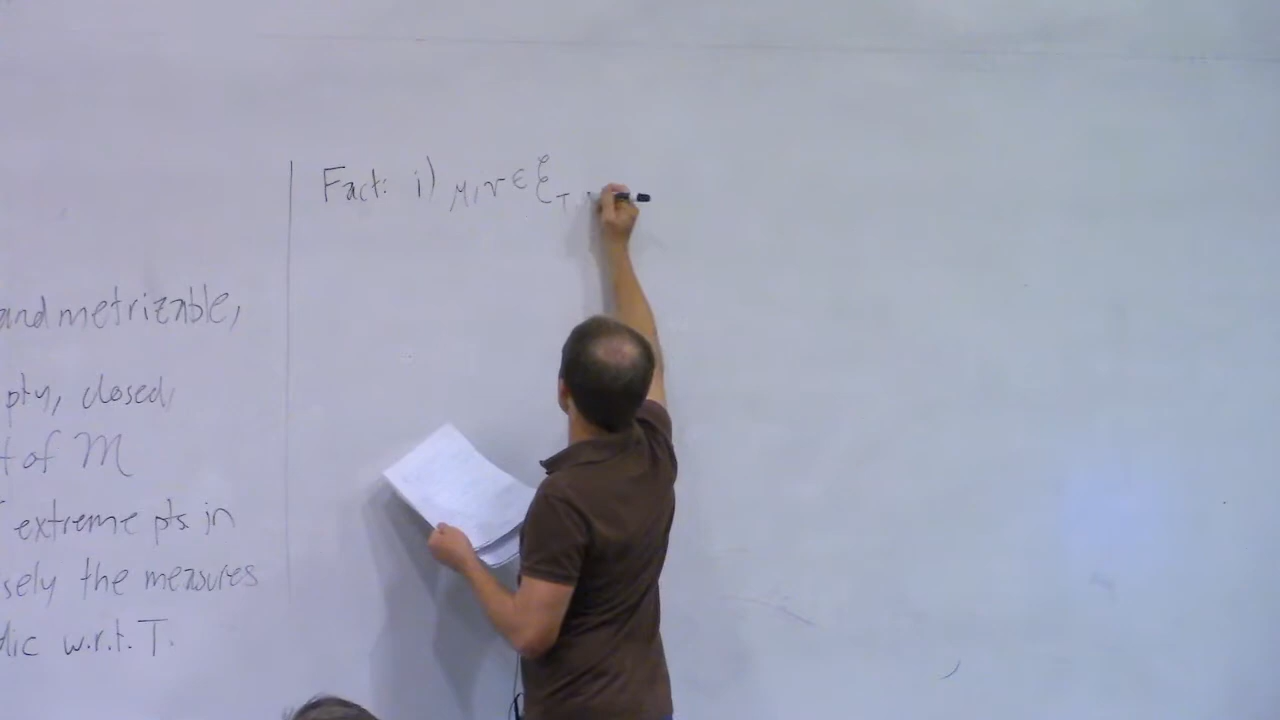 and metrizable,
pty, closed,
t of M
extreme pts in
sely the measures
dic w.r.t. T.
Fact: i) μ, ν ∈ ℰ_T